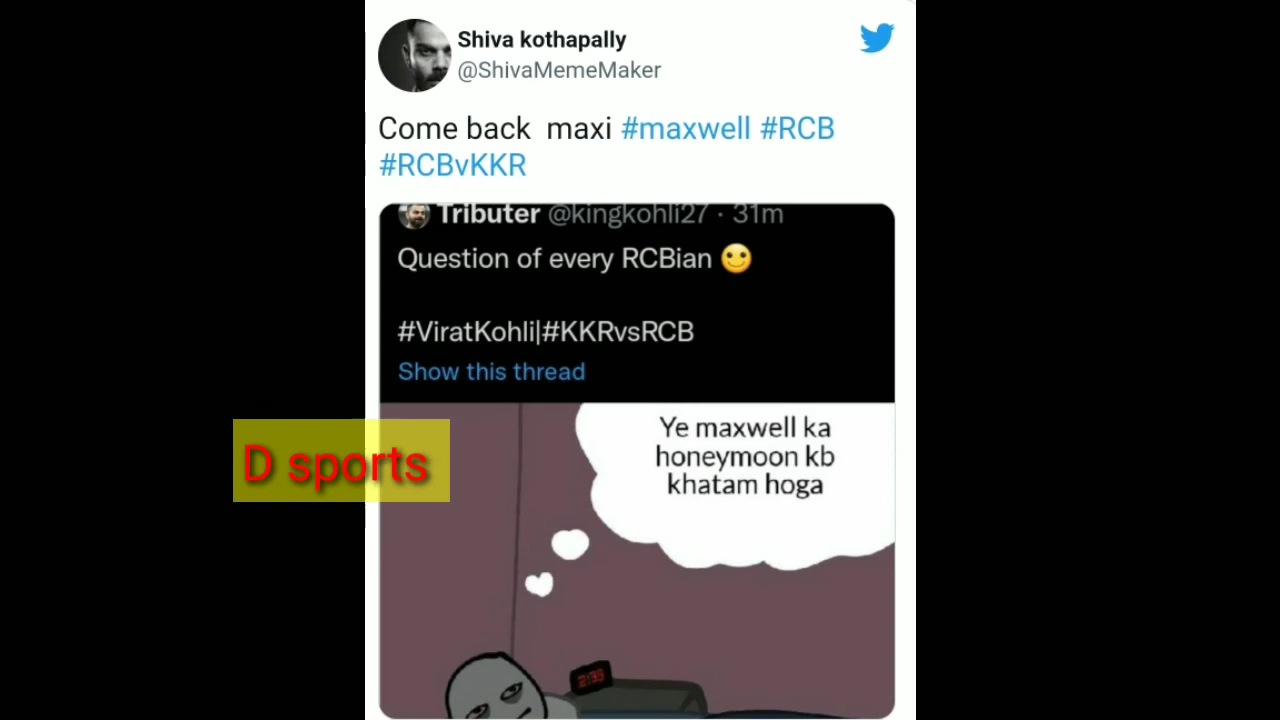 Shiva kothapally
@ShivaMemeMaker
Come back maxi #maxwell #RCB
#RCBvKKR
Tributer @kingkohli27 · 31m
Question of every RCBian 🙂
#ViratKohli|#KKRvsRCB
Show this thread
Ye maxwell ka
honeymoon kb
khatam hoga
D sports